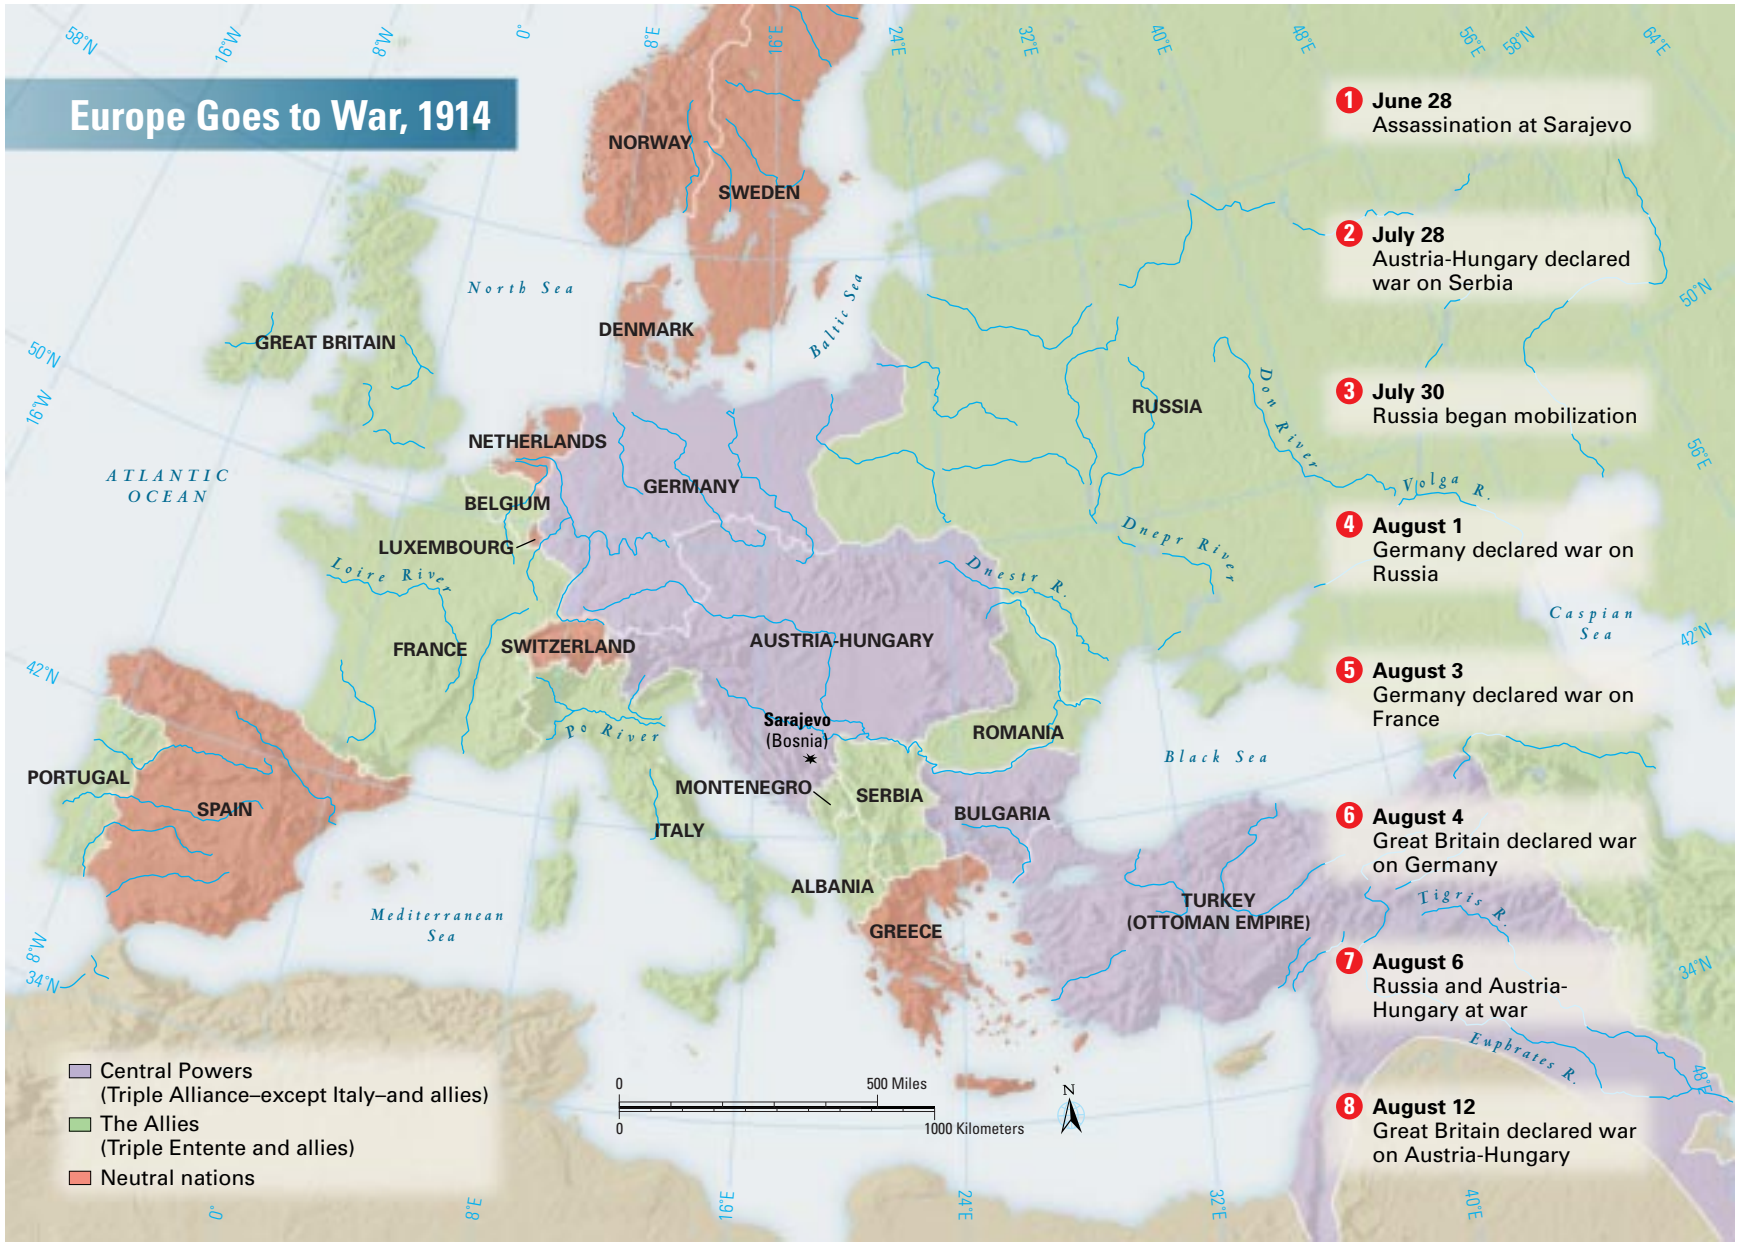 58°N
16°W
8°W
0°
8°E
16°E
24°E
32°E
40°E
48°E
56°E
58°N
64°E
Europe Goes to War, 1914
1 June 28
Assassination at Sarajevo
NORWAY
SWEDEN
2 July 28
Austria-Hungary declared
war on Serbia
North Sea
Baltic Sea
50°N
GREAT BRITAIN
DENMARK
50°N
16°W
3 July 30
Russia began mobilization
RUSSIA
Don River
NETHERLANDS
56°E
ATLANTIC
OCEAN
GERMANY
Volga R.
BELGIUM
4 August 1
Germany declared war on
Russia
Dnepr River
LUXEMBOURG
Loire River
Dnestr R.
Caspian
Sea
42°N
FRANCE
SWITZERLAND
AUSTRIA-HUNGARY
42°N
5 August 3
Germany declared war on
France
Sarajevo
(Bosnia)
Po River
ROMANIA
Black Sea
PORTUGAL
MONTENEGRO
SERBIA
SPAIN
BULGARIA
ITALY
6 August 4
Great Britain declared war
on Germany
ALBANIA
TURKEY
(OTTOMAN EMPIRE)
Tigris R.
Mediterranean
Sea
GREECE
8°W
34°N
7 August 6
Russia and Austria-
Hungary at war
34°N
Euphrates R.
48°E
Central Powers
(Triple Alliance–except Italy–and allies)
The Allies
(Triple Entente and allies)
Neutral nations
0 500 Miles
0 1000 Kilometers
N
8 August 12
Great Britain declared war
on Austria-Hungary
0°
8°E
16°E
24°E
32°E
40°E